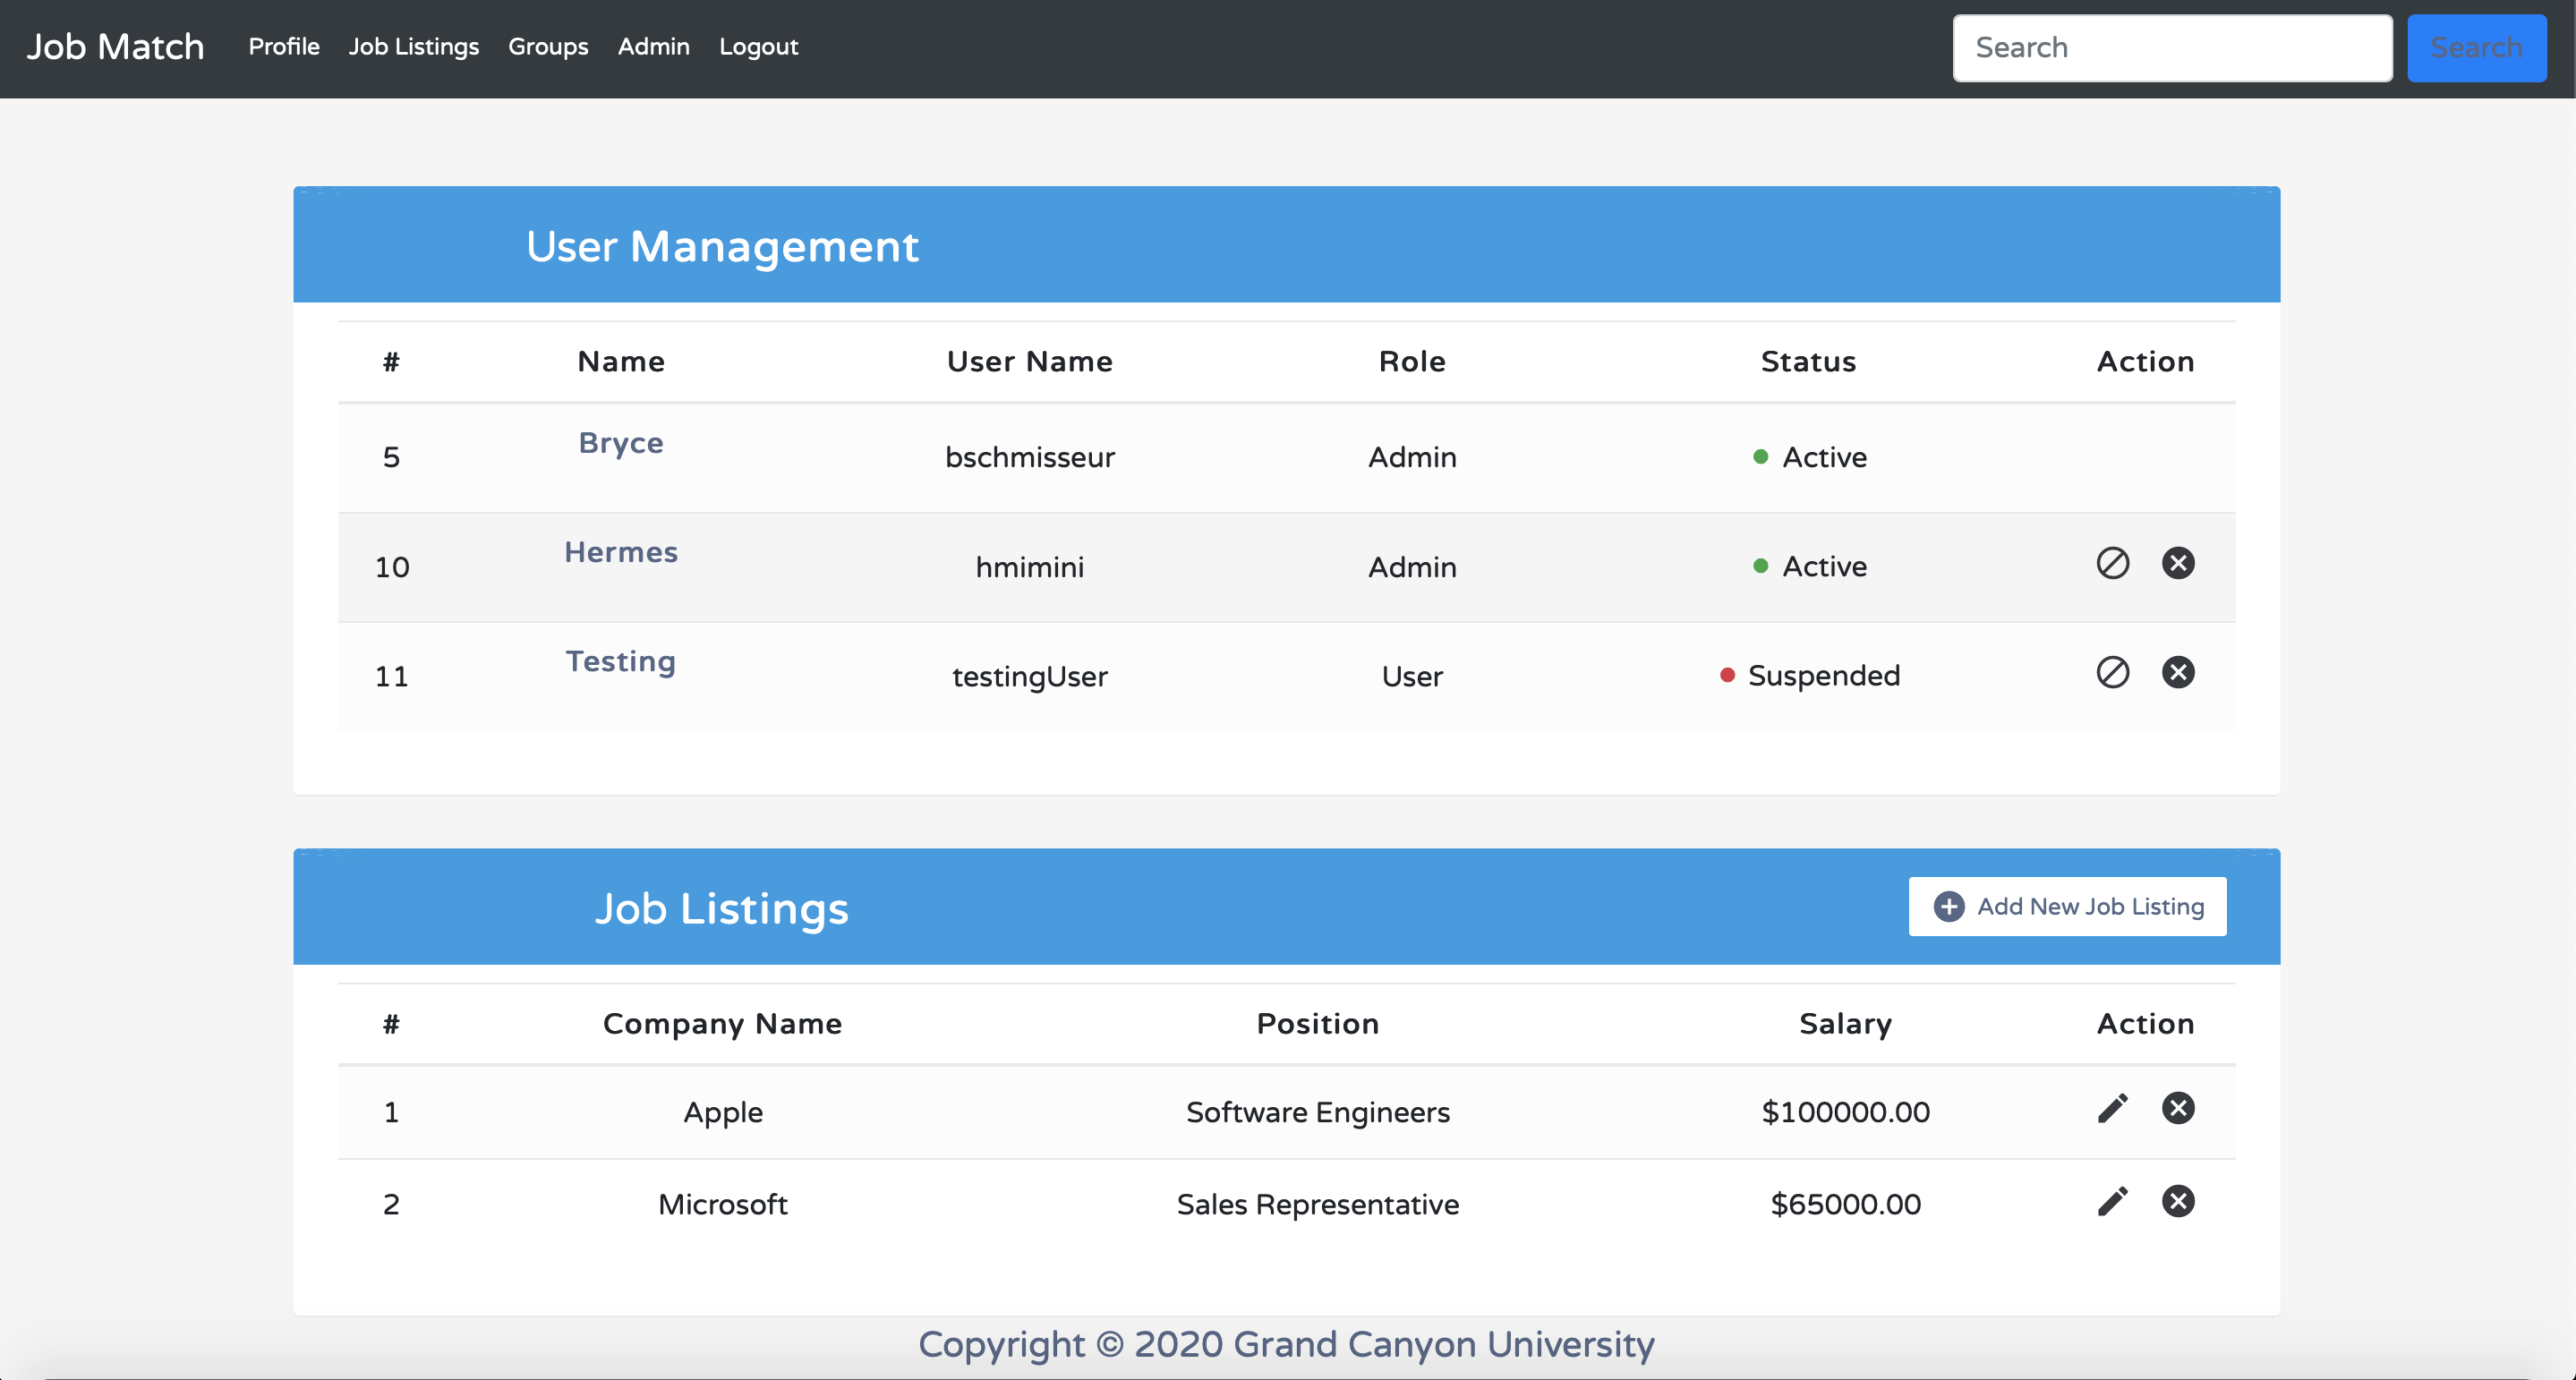 Job Match Profile Job Listings Groups Admin Logout Search Search
User Management
# Name User Name Role Status Action
5 Bryce bschmisseur Admin Active
10 Hermes hmimini Admin Active
11 Testing testingUser User Suspended
Job Listings Add New Job Listing
# Company Name Position Salary Action
1 Apple Software Engineers $100000.00
2 Microsoft Sales Representative $65000.00
Copyright © 2020 Grand Canyon University